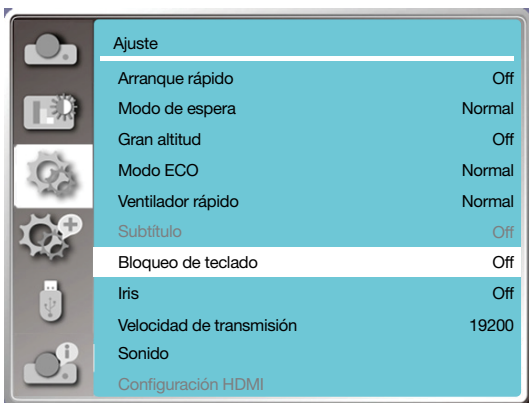 Ajuste
Arranque rápido Off
Modo de espera Normal
Gran altitud Off
Modo ECO Normal
Ventilador rápido Normal
Subtítulo Off
Bloqueo de teclado Off
Iris Off
Velocidad de transmisión 19200
Sonido
Configuración HDMI